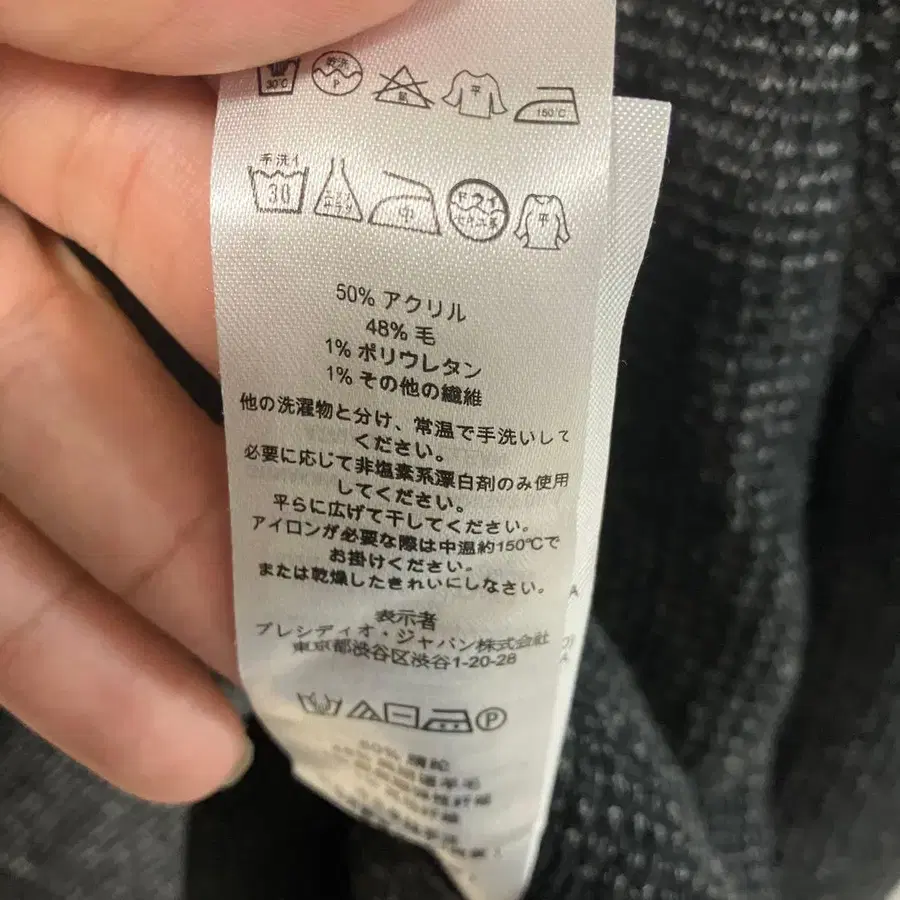 30°C
P
平
150°C
手洗イ
30
中
平
50% アクリル
48% 毛
1% ポリウレタン
1% その他の繊維
他の洗濯物と分け、常温で手洗いして
ください。
必要に応じて非塩素系漂白剤のみ使用
してください。
平らに広げて干してください。
アイロンが必要な際は中温約150℃で
お掛けください。
または乾燥したきれいにしなさい。
表示者
プレシディオ・ジャパン株式会社
東京都渋谷区渋谷1-20-28
P